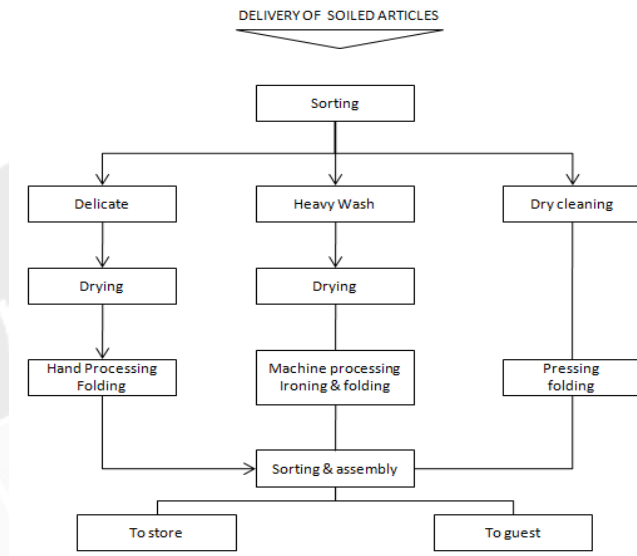 DELIVERY OF SOILED ARTICLES
Sorting
Delicate
Heavy Wash
Dry cleaning
Drying
Drying
Hand Processing
Folding
Machine processing
Ironing & folding
Pressing
folding
Sorting & assembly
To store
To guest